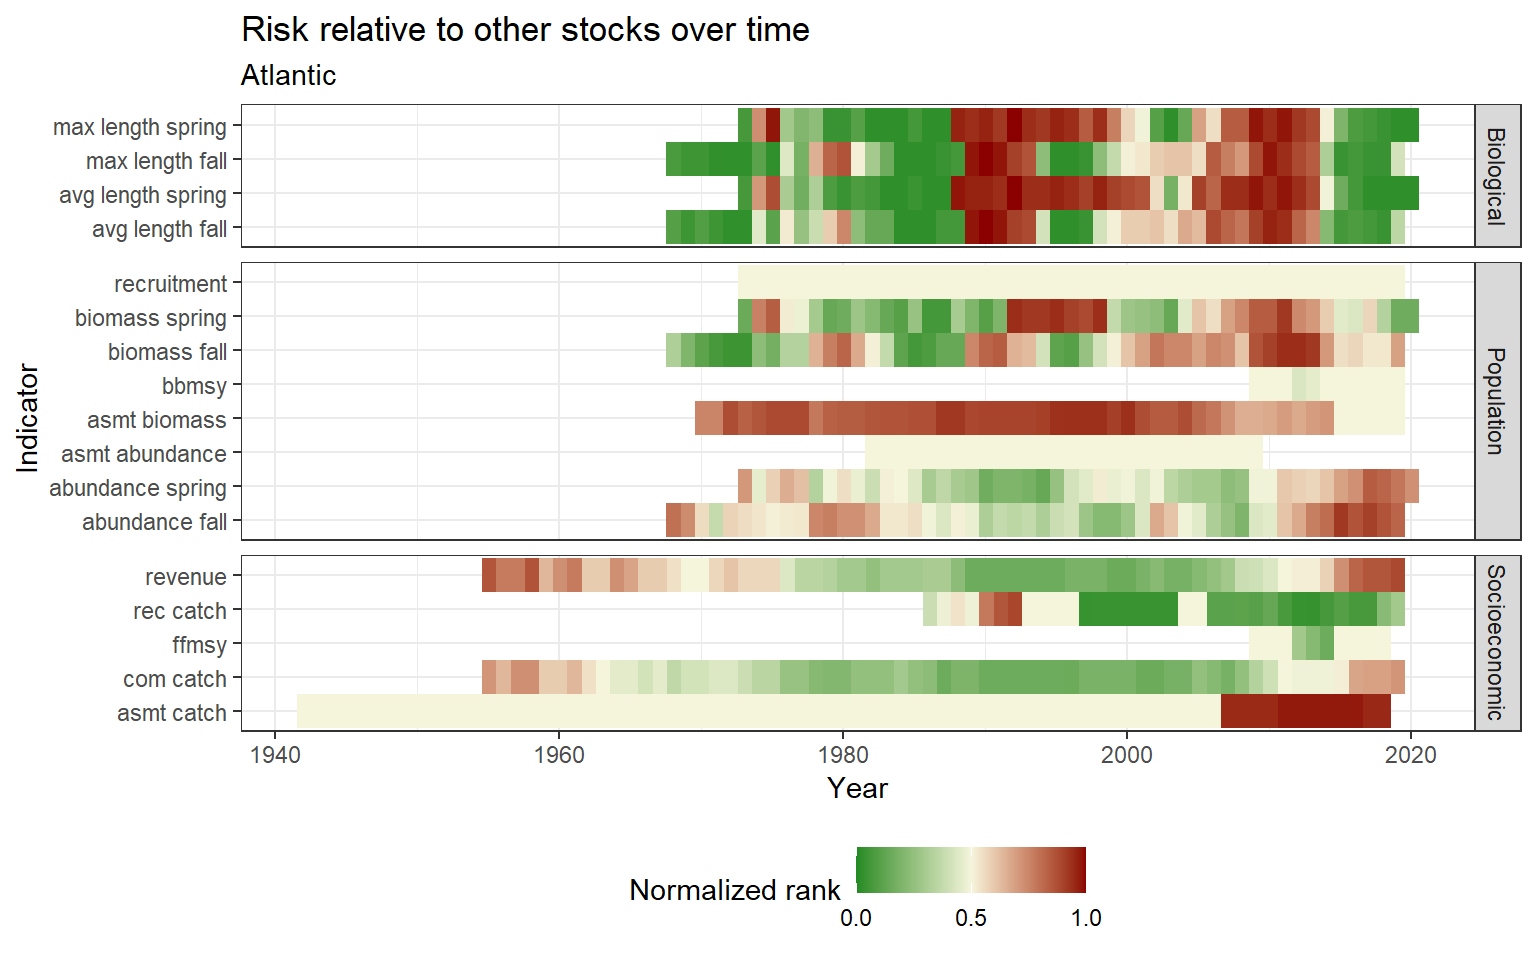 Risk relative to other stocks over time
Atlantic
max length spring
max length fall
avg length spring
avg length fall
Biological
recruitment
biomass spring
biomass fall
bbmsy
asmt biomass
asmt abundance
abundance spring
abundance fall
Population
revenue
rec catch
ffmsy
com catch
asmt catch
Socioeconomic
Indicator
1940 1960 1980 2000 2020
Year
Normalized rank
0.0 0.5 1.0